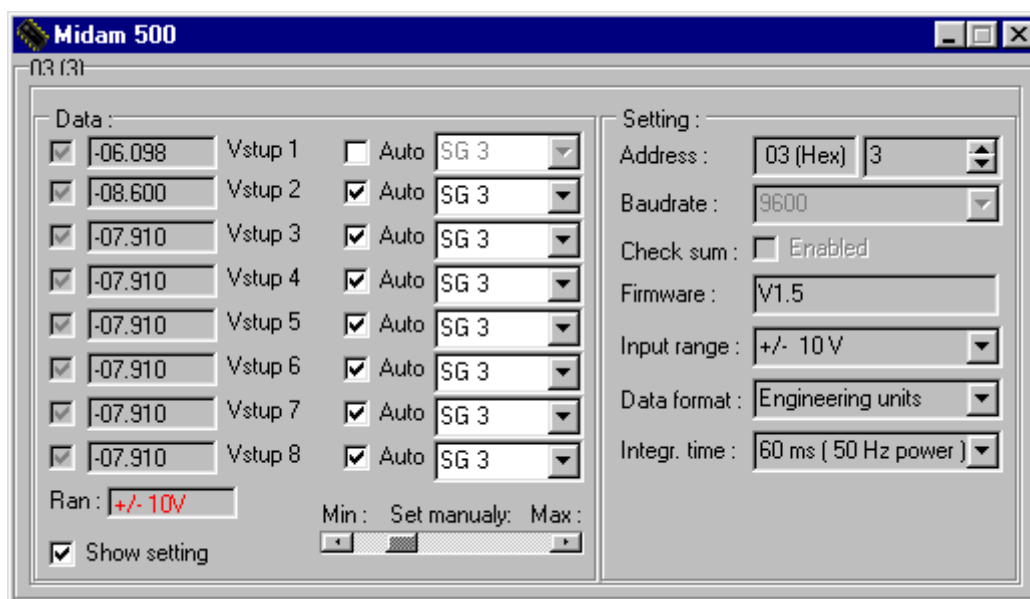 Midam 500
03 (3)
Data :
-06.098 Vstup 1 Auto SG 3
-08.600 Vstup 2 Auto SG 3
-07.910 Vstup 3 Auto SG 3
-07.910 Vstup 4 Auto SG 3
-07.910 Vstup 5 Auto SG 3
-07.910 Vstup 6 Auto SG 3
-07.910 Vstup 7 Auto SG 3
-07.910 Vstup 8 Auto SG 3
Ran : +/- 10V
Min : Set manualy: Max :
Show setting
Setting :
Address : 03 (Hex) 3
Baudrate : 9600
Check sum : Enabled
Firmware : V1.5
Input range : +/- 10 V
Data format : Engineering units
Integr. time : 60 ms ( 50 Hz power )